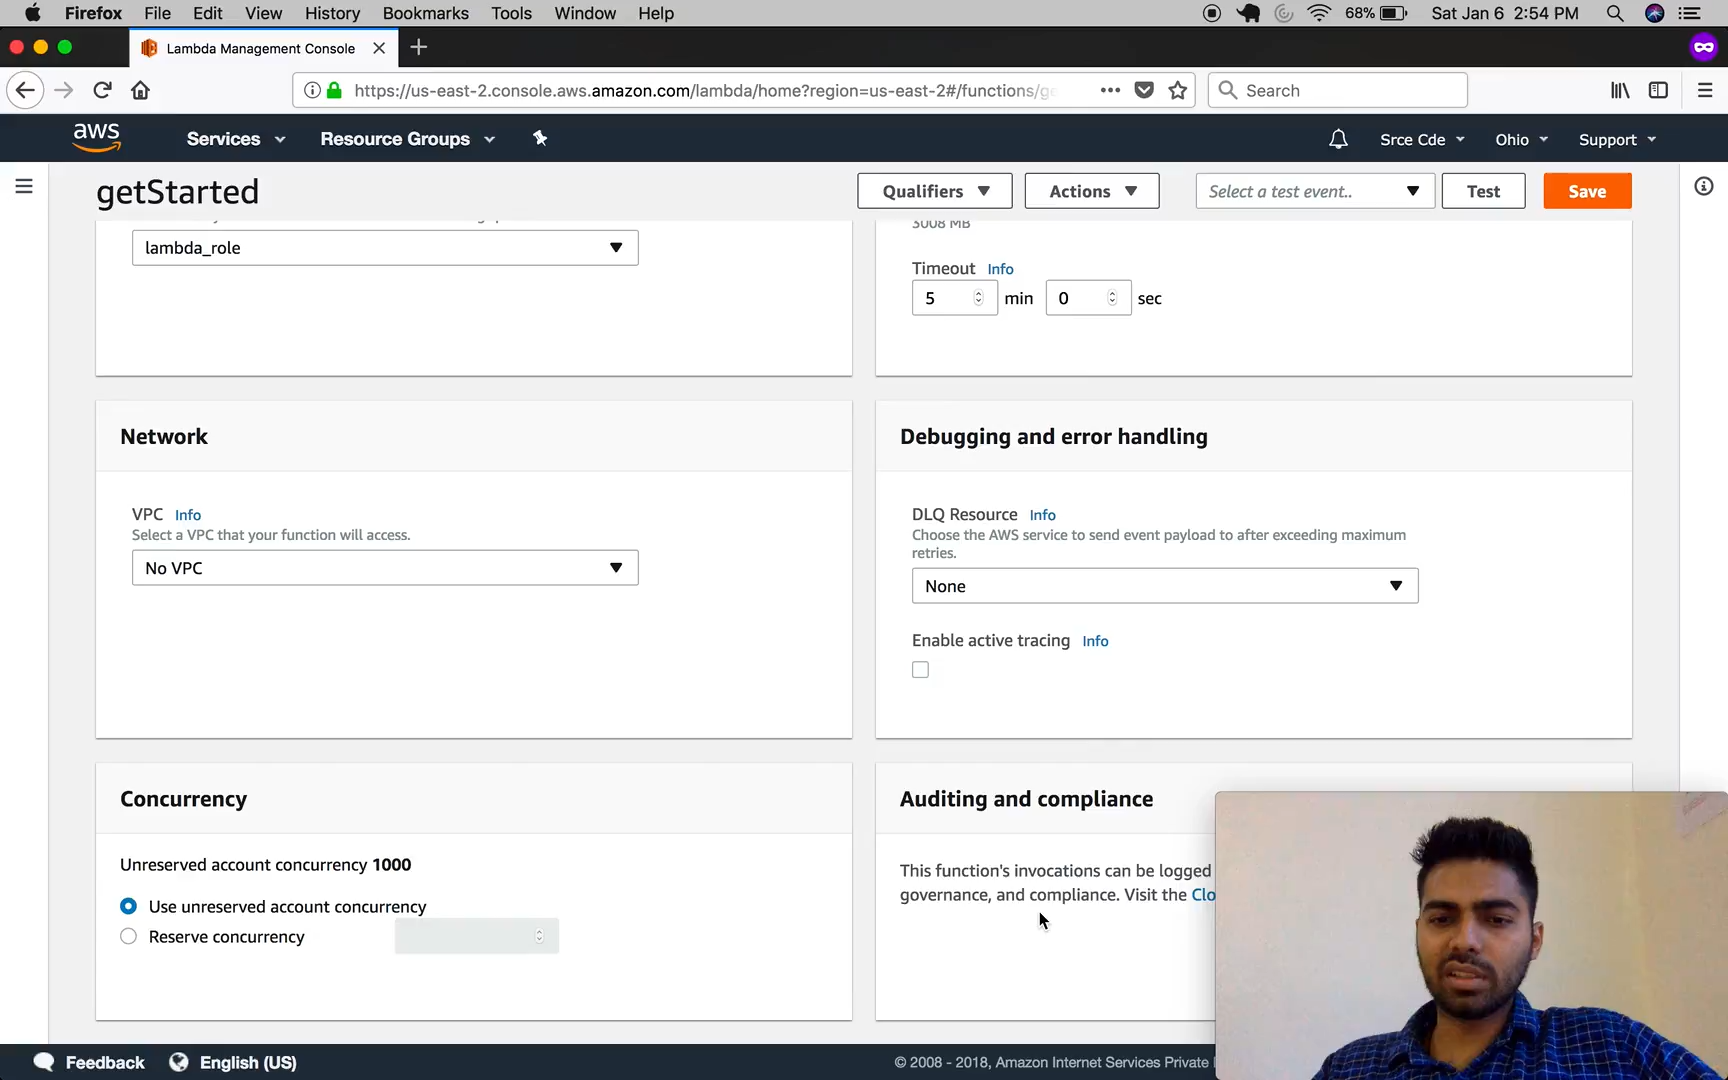 Firefox File Edit View History Bookmarks Tools Window Help 68% Sat Jan 6 2:54 PM
Lambda Management Console
https://us-east-2.console.aws.amazon.com/lambda/home?region=us-east-2#/functions/ge
Search
aws Services Resource Groups Srce Cde Ohio Support
getStarted Qualifiers Actions Select a test event.. Test Save
lambda_role
3008 MB
Timeout Info
5 min 0 sec
Network
VPC Info
Select a VPC that your function will access.
No VPC
Debugging and error handling
DLQ Resource Info
Choose the AWS service to send event payload to after exceeding maximum
retries.
None
Enable active tracing Info
Concurrency
Unreserved account concurrency 1000
Use unreserved account concurrency
Reserve concurrency
Auditing and compliance
This function's invocations can be logged
governance, and compliance. Visit the Clo
Feedback English (US) © 2008 - 2018, Amazon Internet Services Private